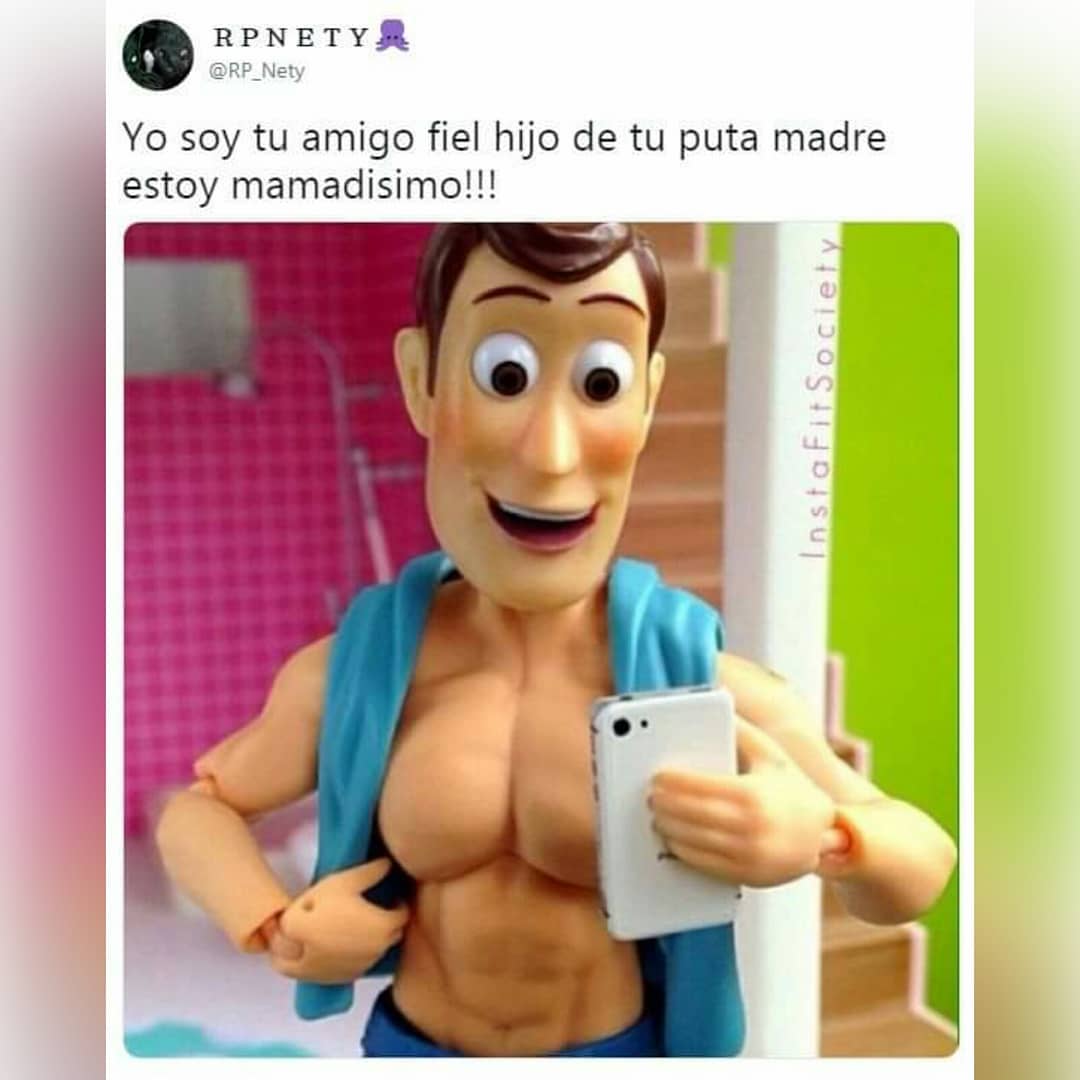 RPNETY
@RP_Nety
Yo soy tu amigo fiel hijo de tu puta madre
estoy mamadisimo!!!
InstaFitSociety